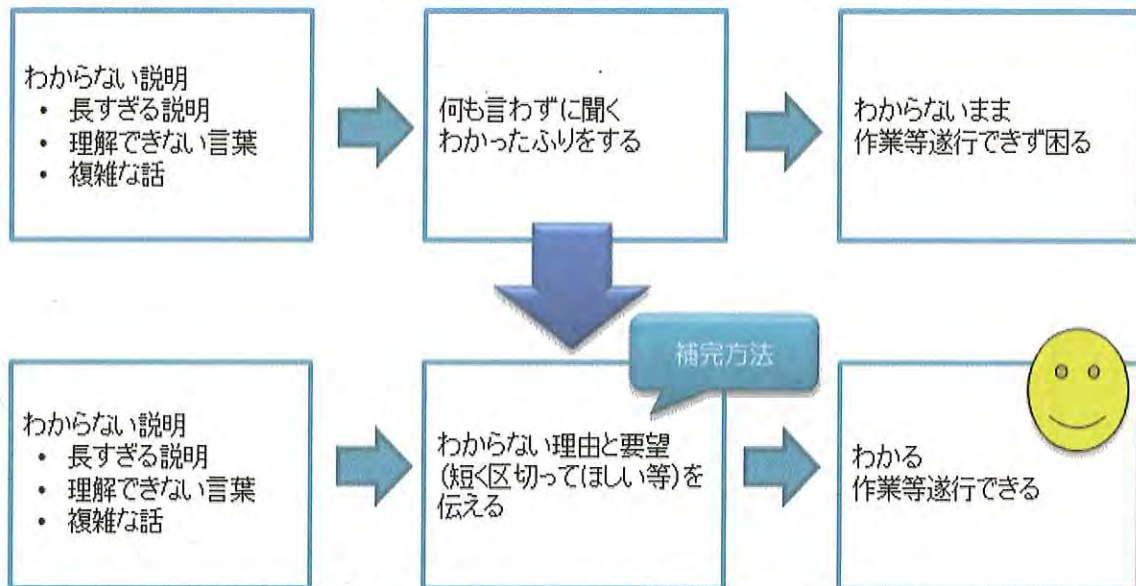 わからない説明
• 長すぎる説明
• 理解できない言葉
• 複雑な話
何も言わずに聞く
わかったふりをする
わからないまま
作業等遂行できず困る
補完方法
わからない説明
• 長すぎる説明
• 理解できない言葉
• 複雑な話
わからない理由と要望
(短く区切ってほしい等)を
伝える
わかる
作業等遂行できる